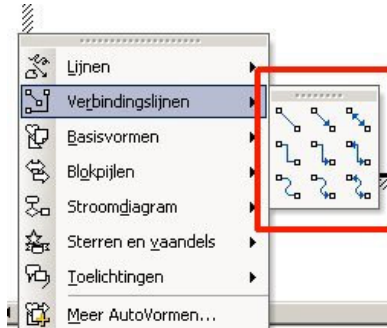 Lijnen
Verbindingslijnen
Basisvormen
Blokpijlen
Stroomdiagram
Sterren en vaandels
Toelichtingen
Meer AutoVormen...